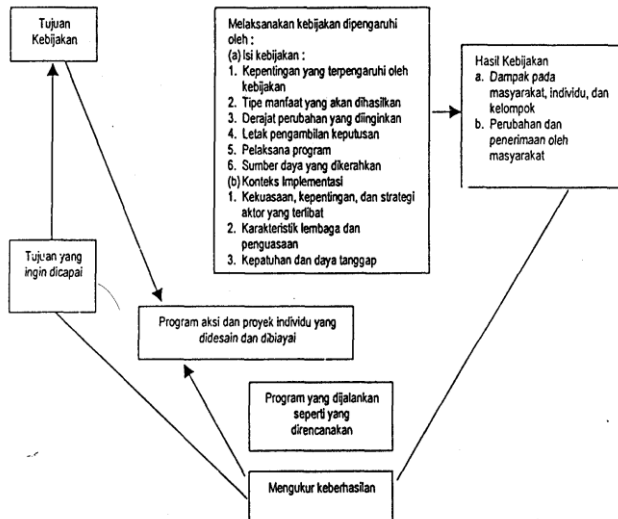 Tujuan
Kebijakan
Melaksanakan kebijakan dipengaruhi
oleh :
(a) Isi kebijakan :
1. Kepentingan yang terpengaruhi oleh
kebijakan
2. Tipe manfaat yang akan dihasilkan
3. Derajat perubahan yang diinginkan
4. Letak pengambilan keputusan
5. Pelaksana program
6. Sumber daya yang dikerahkan
(b) Konteks Implementasi
1. Kekuasaan, kepentingan, dan strategi
aktor yang terlibat
2. Karakteristik lembaga dan
penguasaan
3. Kepatuhan dan daya tanggap
Hasil Kebijakan
a. Dampak pada
masyarakat, individu, dan
kelompok
b. Perubahan dan
penerimaan oleh
masyarakat
Tujuan yang
ingin dicapai
Program aksi dan proyek individu yang
didesain dan dibiayai
Program yang dijalankan
seperti yang
direncanakan
Mengukur keberhasilan